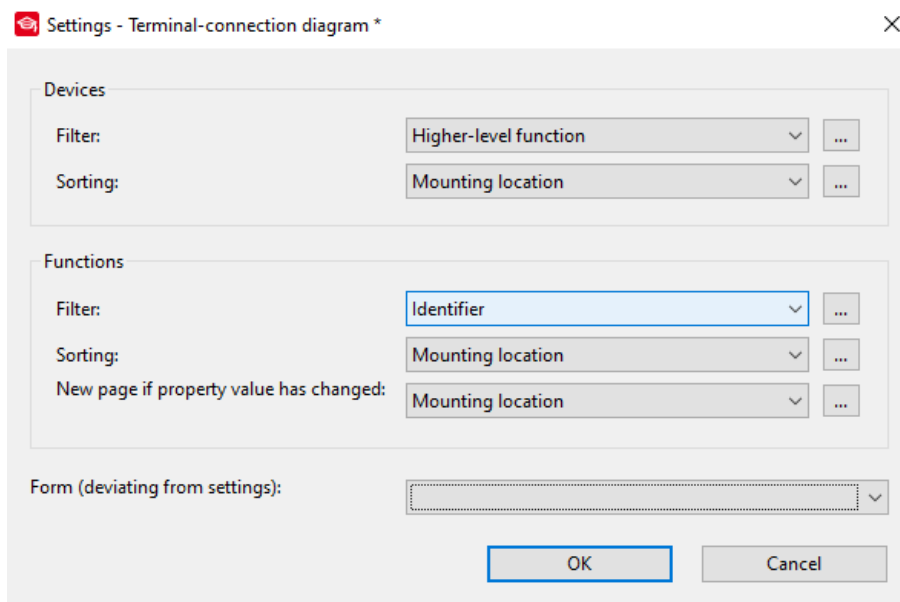 Settings - Terminal-connection diagram *
Devices
Filter: Higher-level function ...
Sorting: Mounting location ...
Functions
Filter: Identifier ...
Sorting: Mounting location ...
New page if property value has changed: Mounting location ...
Form (deviating from settings):
OK Cancel